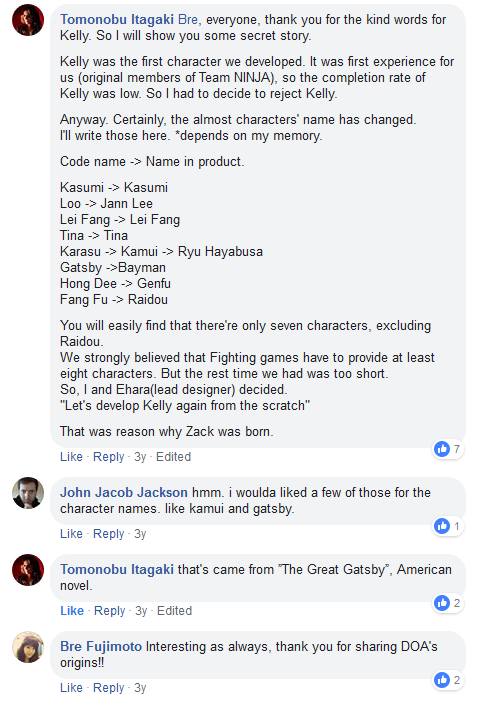 Tomonobu Itagaki Bre, everyone, thank you for the kind words for
Kelly. So I will show you some secret story.
Kelly was the first character we developed. It was first experience for
us (original members of Team NINJA), so the completion rate of
Kelly was low. So I had to decide to reject Kelly.
Anyway. Certainly, the almost characters' name has changed.
I'll write those here. *depends on my memory.
Code name -> Name in product.
Kasumi -> Kasumi
Loo -> Jann Lee
Lei Fang -> Lei Fang
Tina -> Tina
Karasu -> Kamui -> Ryu Hayabusa
Gatsby ->Bayman
Hong Dee -> Genfu
Fang Fu -> Raidou
You will easily find that there're only seven characters, excluding
Raidou.
We strongly believed that Fighting games have to provide at least
eight characters. But the rest time we had was too short.
So, I and Ehara(lead designer) decided.
"Let's develop Kelly again from the scratch"
That was reason why Zack was born.
7
Like · Reply · 3y · Edited
John Jacob Jackson hmm. i woulda liked a few of those for the
character names. like kamui and gatsby.
1
Like · Reply · 3y
Tomonobu Itagaki that's came from ”The Great Gatsby”, American
novel.
2
Like · Reply · 3y · Edited
Bre Fujimoto Interesting as always, thank you for sharing DOA's
origins!!
2
Like · Reply · 3y